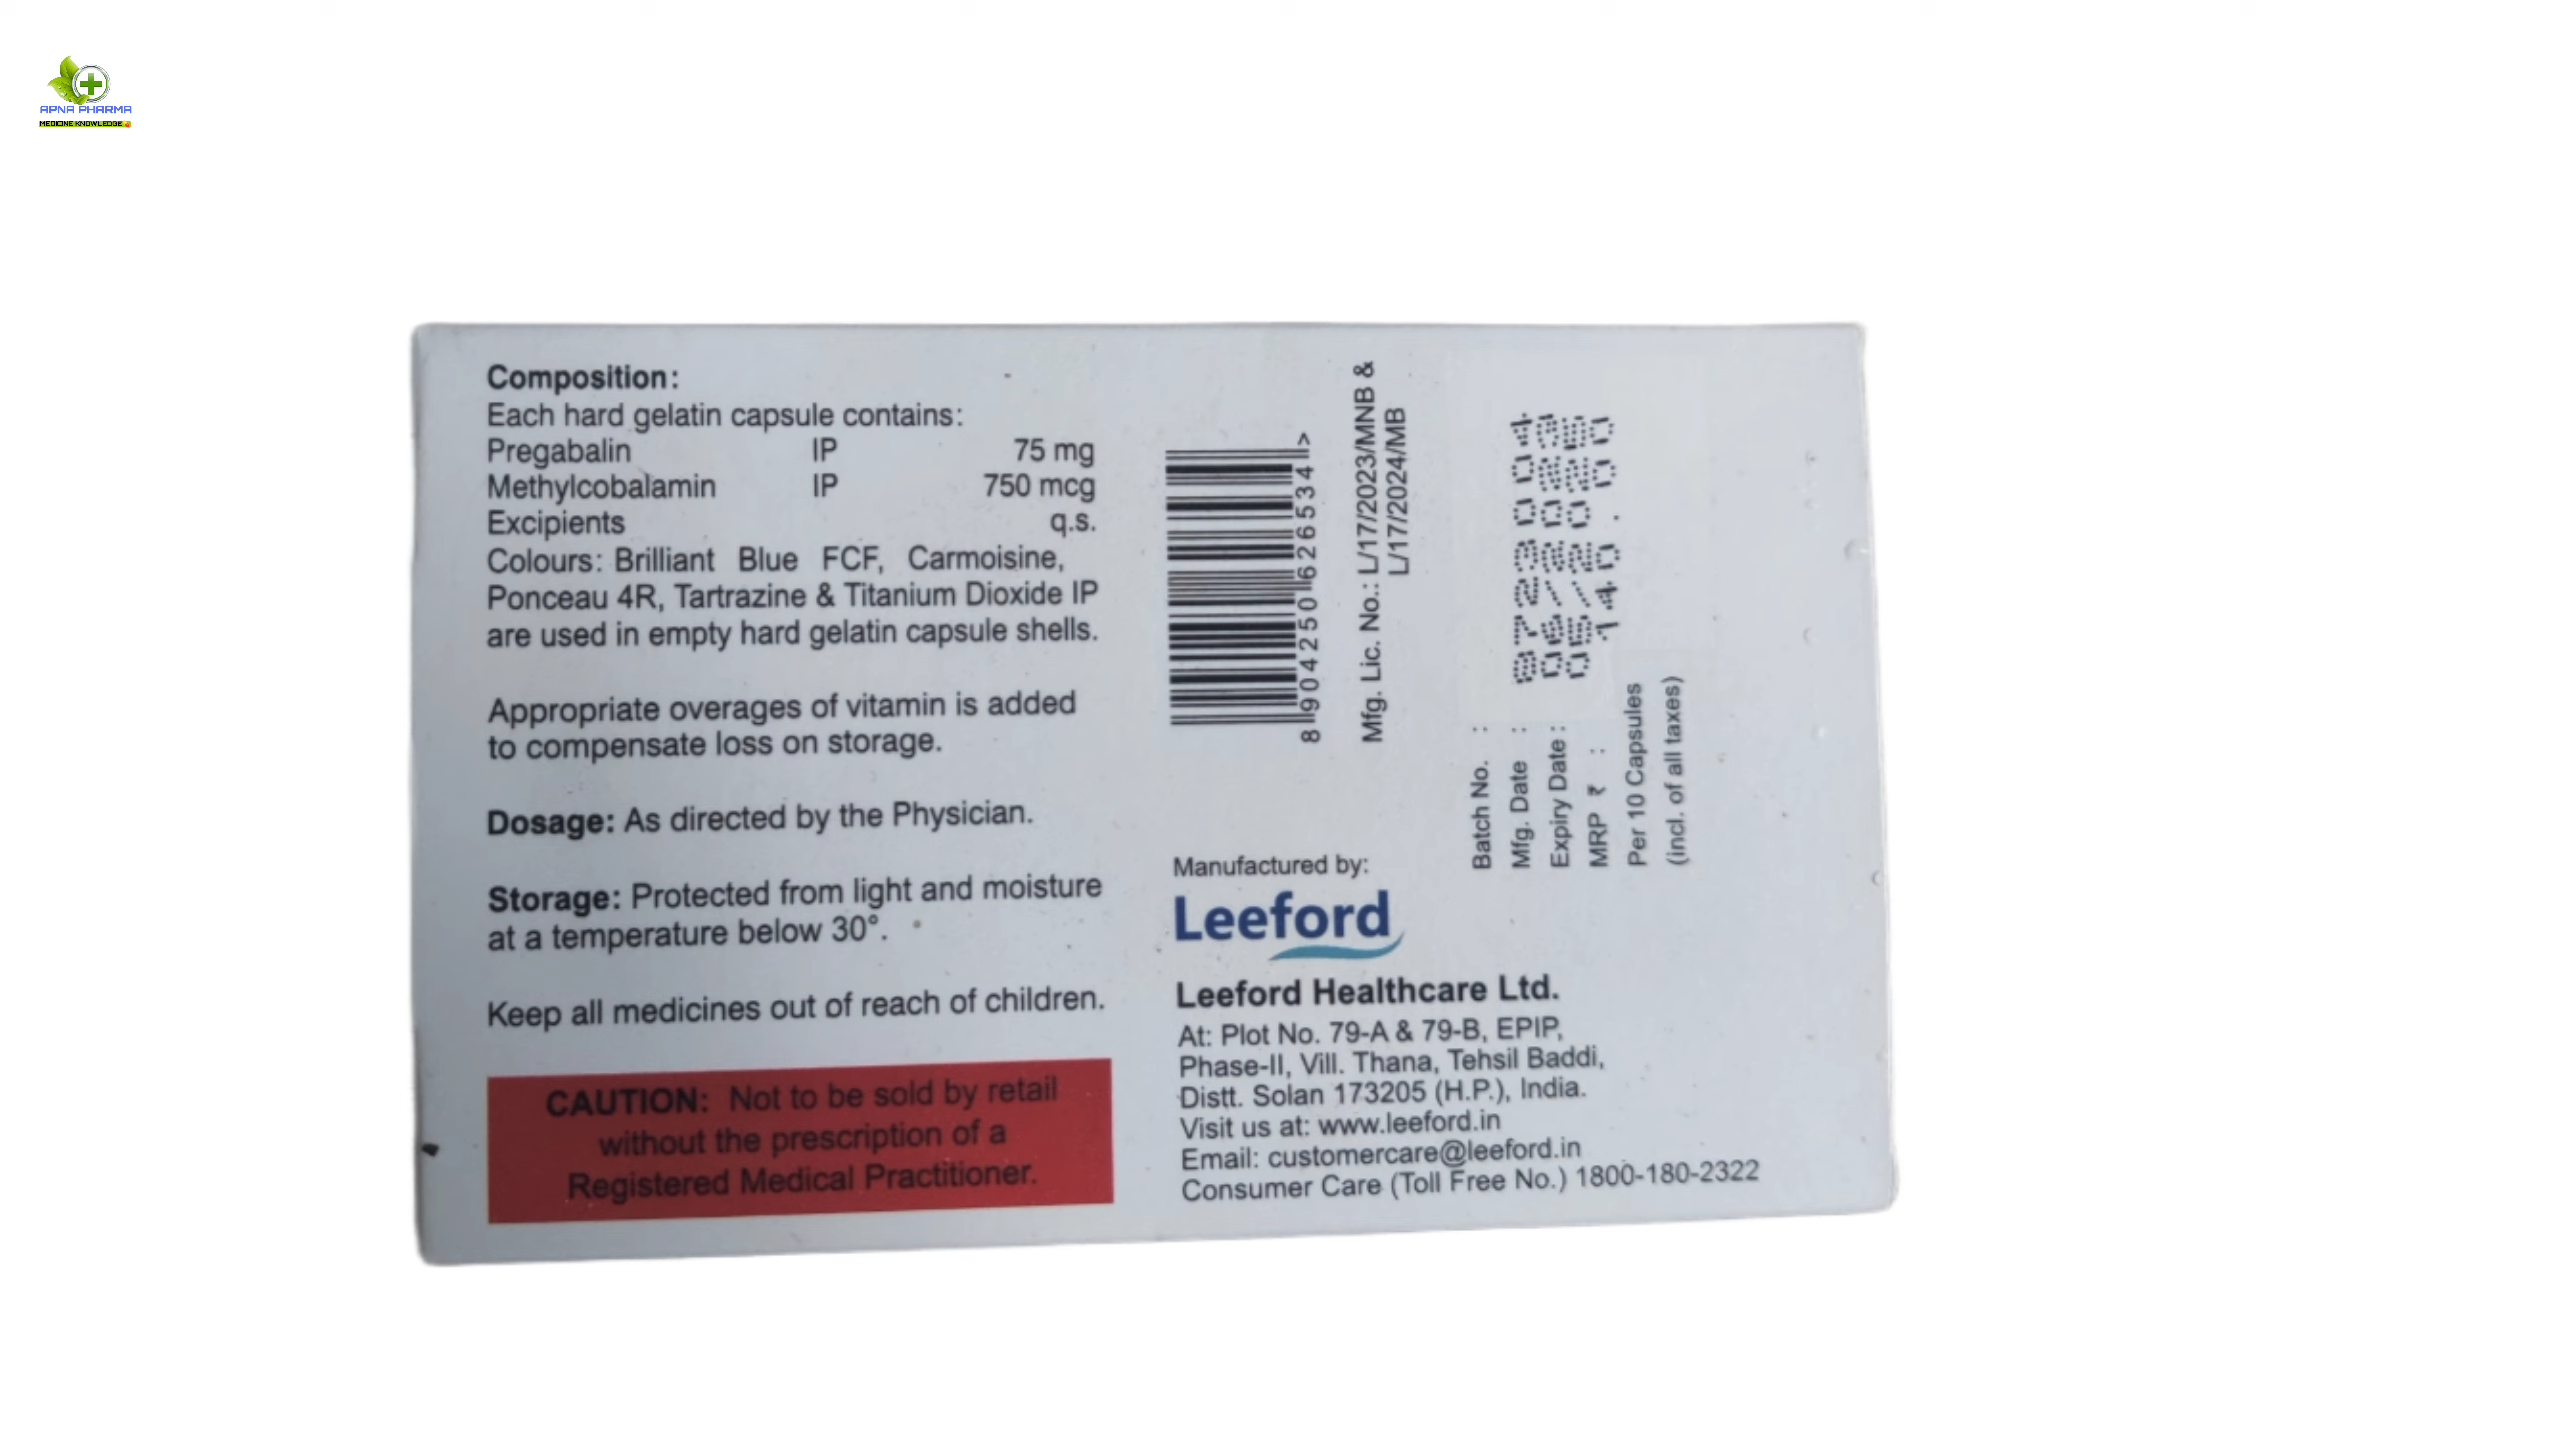 APNA PHARMA
MEDICINE KNOWLEDGE
Composition:
Each hard gelatin capsule contains:
Pregabalin IP 75 mg
Methylcobalamin IP 750 mcg
Excipients q.s.
Colours: Brilliant Blue FCF, Carmoisine,
Ponceau 4R, Tartrazine & Titanium Dioxide IP
are used in empty hard gelatin capsule shells.
Appropriate overages of vitamin is added
to compensate loss on storage.
Dosage: As directed by the Physician.
Storage: Protected from light and moisture
at a temperature below 30°.
Keep all medicines out of reach of children.
CAUTION: Not to be sold by retail
without the prescription of a
Registered Medical Practitioner.
8 904250 626534 >
Mfg. Lic. No.: L/17/2023/MNB &
L/17/2024/MB
Batch No. :
Mfg. Date :
Expiry Date :
MRP ₹ : 140.00
Per 10 Capsules
(incl. of all taxes)
Manufactured by:
Leeford
Leeford Healthcare Ltd.
At: Plot No. 79-A & 79-B, EPIP,
Phase-II, Vill. Thana, Tehsil Baddi,
Distt. Solan 173205 (H.P.), India.
Visit us at: www.leeford.in
Email: customercare@leeford.in
Consumer Care (Toll Free No.) 1800-180-2322